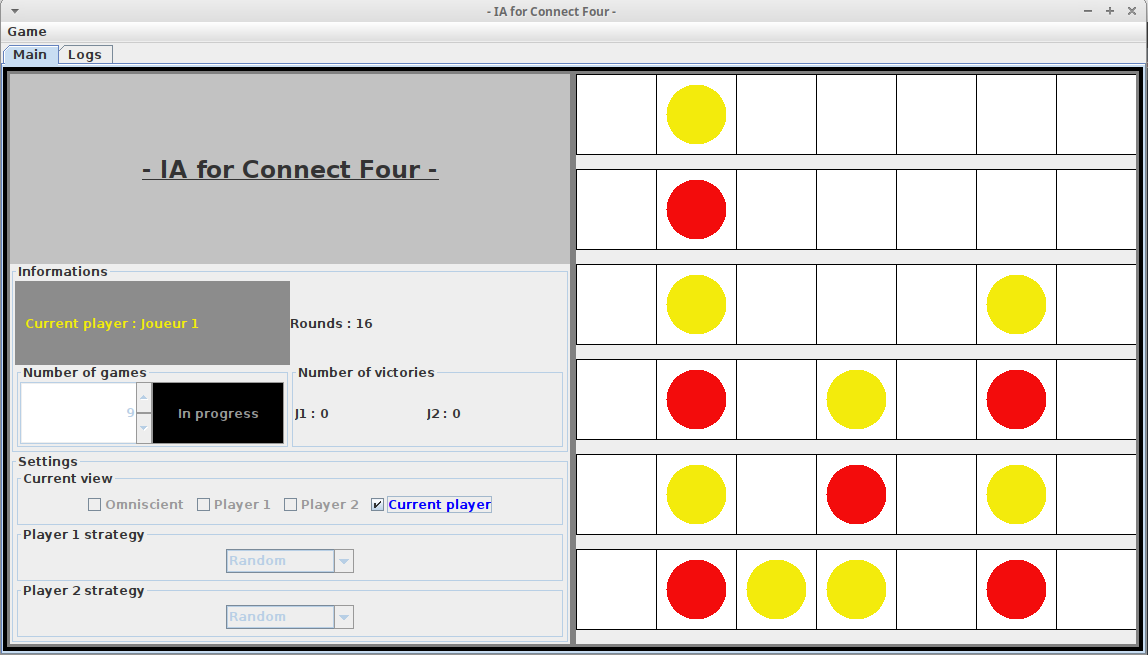 - IA for Connect Four -
Game
Main Logs
- IA for Connect Four -
Informations
Current player : Joueur 1 Rounds : 16
Number of games Number of victories
9 In progress J1 : 0 J2 : 0
Settings
Current view
Omniscient Player 1 Player 2 Current player
Player 1 strategy
Random
Player 2 strategy
Random